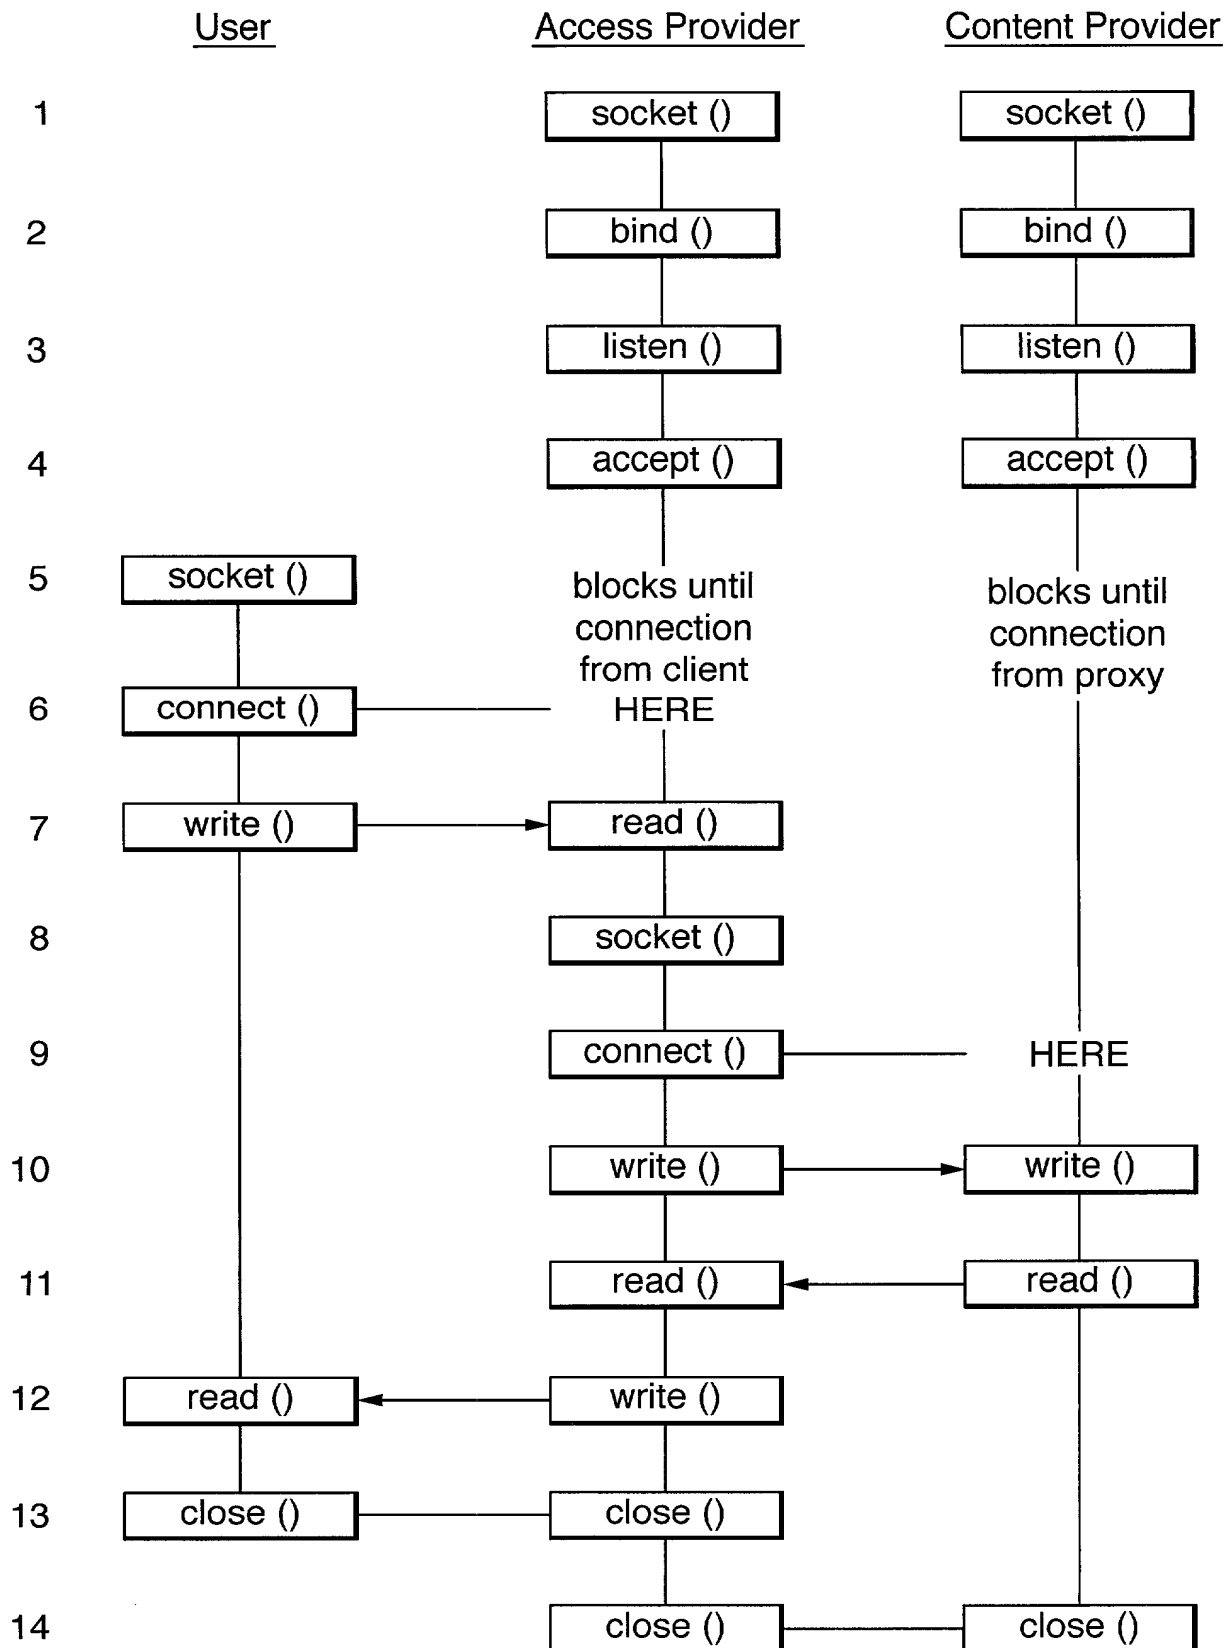 User Access Provider Content Provider
1 socket () socket ()
2 bind () bind ()
3 listen () listen ()
4 accept () accept ()
5 socket () blocks until connection from client blocks until connection from proxy
6 connect () HERE
7 write () read ()
8 socket ()
9 connect () HERE
10 write () write ()
11 read () read ()
12 read () write ()
13 close () close ()
14 close () close ()